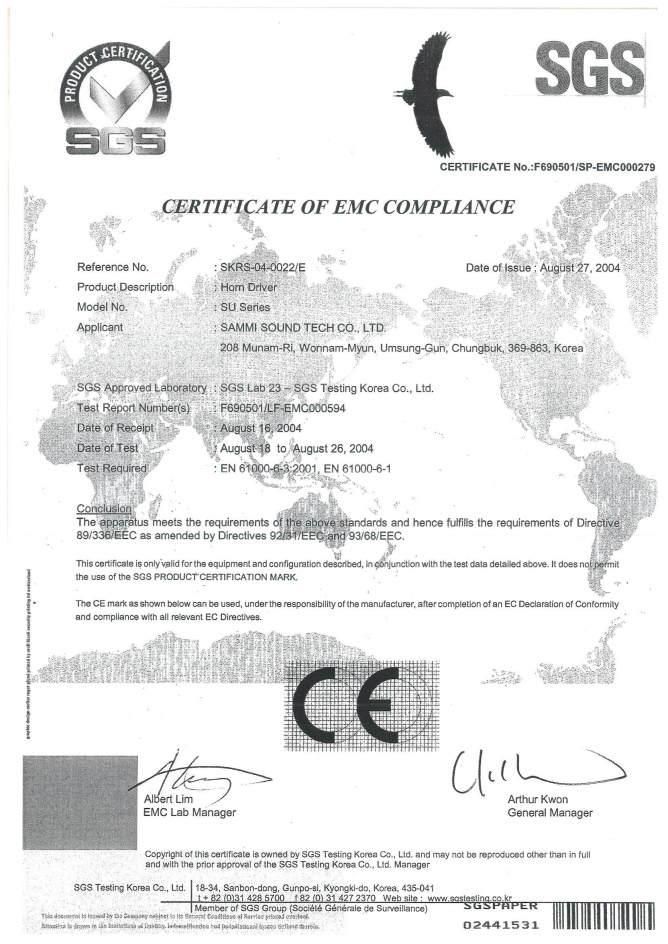 PRODUCT CERTIFICATION
SGS
SGS
CERTIFICATE No.:F690501/SP-EMC000279
CERTIFICATE OF EMC COMPLIANCE
Reference No. : SKRS-04-0022/E Date of Issue : August 27, 2004
Product Description : Horn Driver
Model No. : SU Series
Applicant : SAMMI SOUND TECH CO., LTD.
208 Munam-Ri, Wonnam-Myun, Umsung-Gun, Chungbuk, 369-863, Korea
SGS Approved Laboratory : SGS Lab 23 – SGS Testing Korea Co., Ltd.
Test Report Number(s) : F690501/LF-EMC000594
Date of Receipt : August 16, 2004
Date of Test : August 18 to August 26, 2004
Test Required : EN 61000-6-3:2001, EN 61000-6-1
Conclusion
The apparatus meets the requirements of the above standards and hence fulfills the requirements of Directive
89/336/EEC as amended by Directives 92/31/EEC and 93/68/EEC.
This certificate is only valid for the equipment and configuration described, in conjunction with the test data detailed above. It does not permit
the use of the SGS PRODUCT CERTIFICATION MARK.
The CE mark as shown below can be used, under the responsibility of the manufacturer, after completion of an EC Declaration of Conformity
and compliance with all relevant EC Directives.
CE
Albert Lim
EMC Lab Manager
Arthur Kwon
General Manager
Copyright of this certificate is owned by SGS Testing Korea Co., Ltd. and may not be reproduced other than in full
and with the prior approval of the SGS Testing Korea Co., Ltd. Manager
SGS Testing Korea Co., Ltd. 18-34, Sanbon-dong, Gunpo-si, Kyongki-do, Korea, 435-041
t + 82 (0)31 428 5700 f 82 (0) 31 427 2370 Web site : www.sgstesting.co.kr
Member of SGS Group (Société Générale de Surveillance)
SGSPAPER
02441531
This document is issued by the Company subject to its General Conditions of Service printed overleaf.
Attention is drawn to the limitations of liability, indemnification and jurisdictional issues defined therein.